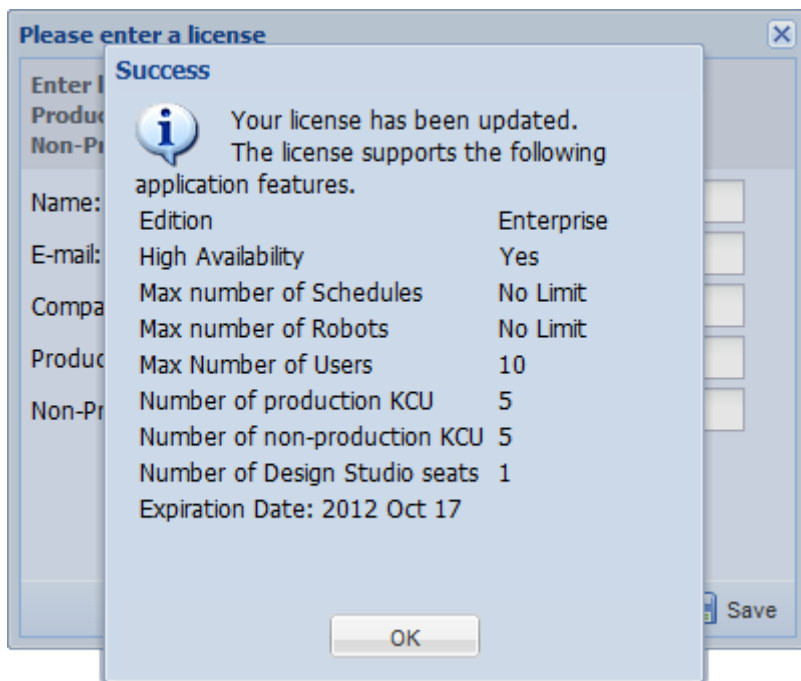 Please enter a license
Success
Enter
Your license has been updated.
The license supports the following
application features.
Name:
Edition Enterprise
E-mail:
High Availability Yes
Max number of Schedules No Limit
Max number of Robots No Limit
Max Number of Users 10
Number of production KCU 5
Number of non-production KCU 5
Number of Design Studio seats 1
Expiration Date: 2012 Oct 17
Save
OK